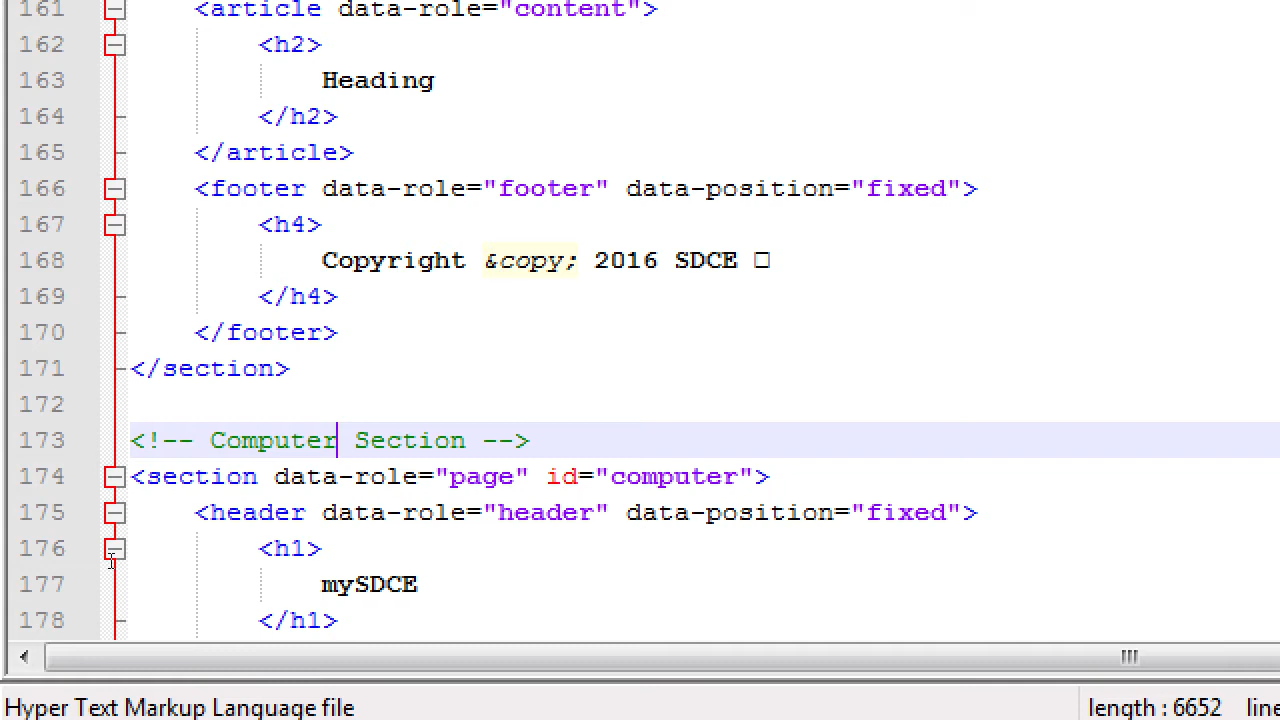 161 <article data-role="content">
162 <h2>
163 Heading
164 </h2>
165 </article>
166 <footer data-role="footer" data-position="fixed">
167 <h4>
168 Copyright &copy; 2016 SDCE □
169 </h4>
170 </footer>
171 </section>
172
173 <!-- Computer Section -->
174 <section data-role="page" id="computer">
175 <header data-role="header" data-position="fixed">
176 <h1>
177 mySDCE
178 </h1>
Hyper Text Markup Language file length : 6652 line